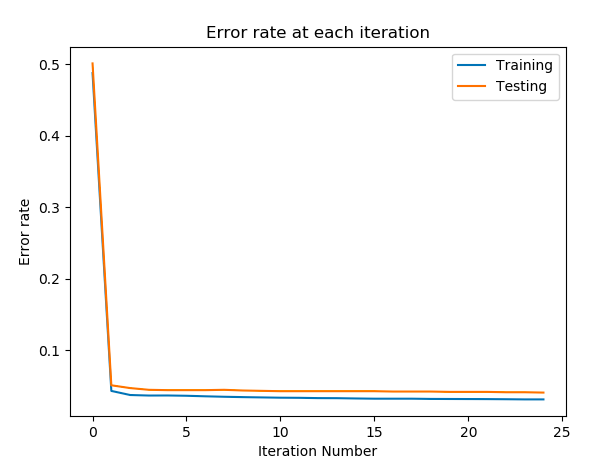 Error rate at each iteration
Training
Testing
Error rate
0.5
0.4
0.3
0.2
0.1
0 5 10 15 20 25
Iteration Number